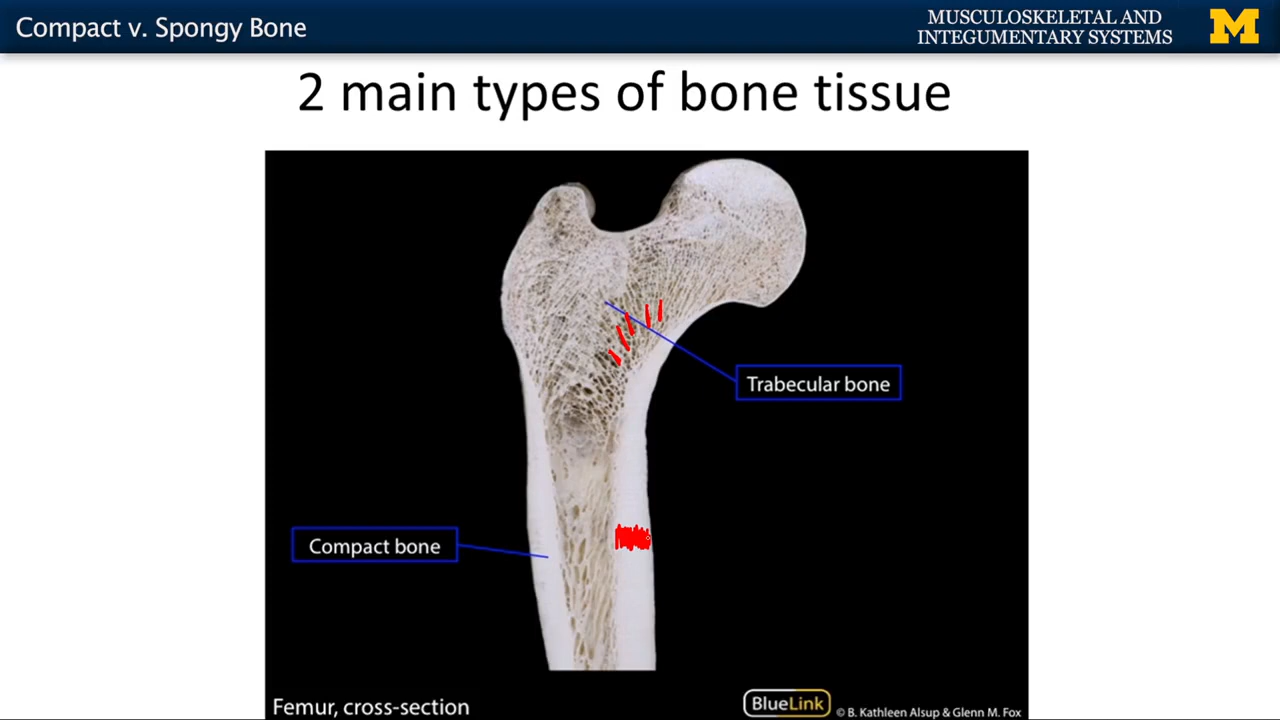 Compact v. Spongy Bone
MUSCULOSKELETAL AND
INTEGUMENTARY SYSTEMS
M
2 main types of bone tissue
Trabecular bone
Compact bone
Femur, cross-section
BlueLink
© B. Kathleen Alsup & Glenn M. Fox